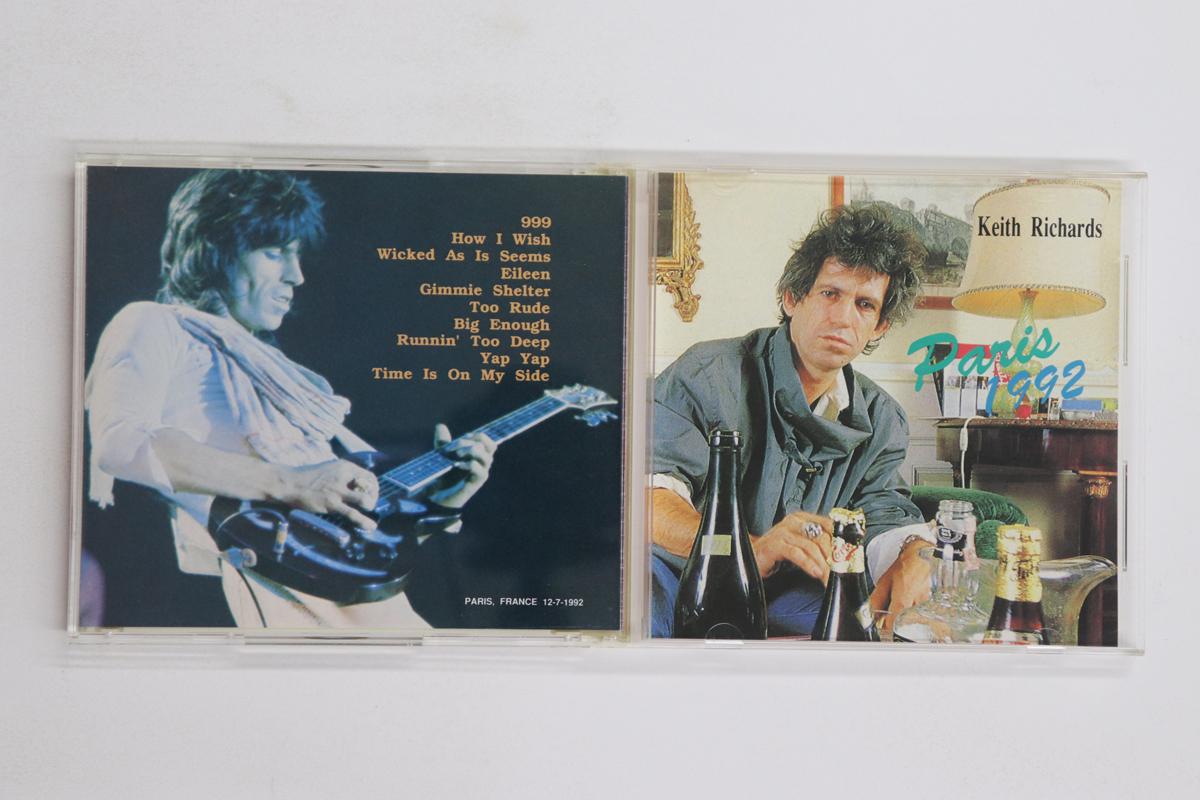 999
How I Wish
Wicked As Is Seems
Eileen
Gimmie Shelter
Too Rude
Big Enough
Runnin' Too Deep
Yap Yap
Time Is On My Side
PARIS, FRANCE 12-7-1992
Keith Richards
Paris
1992